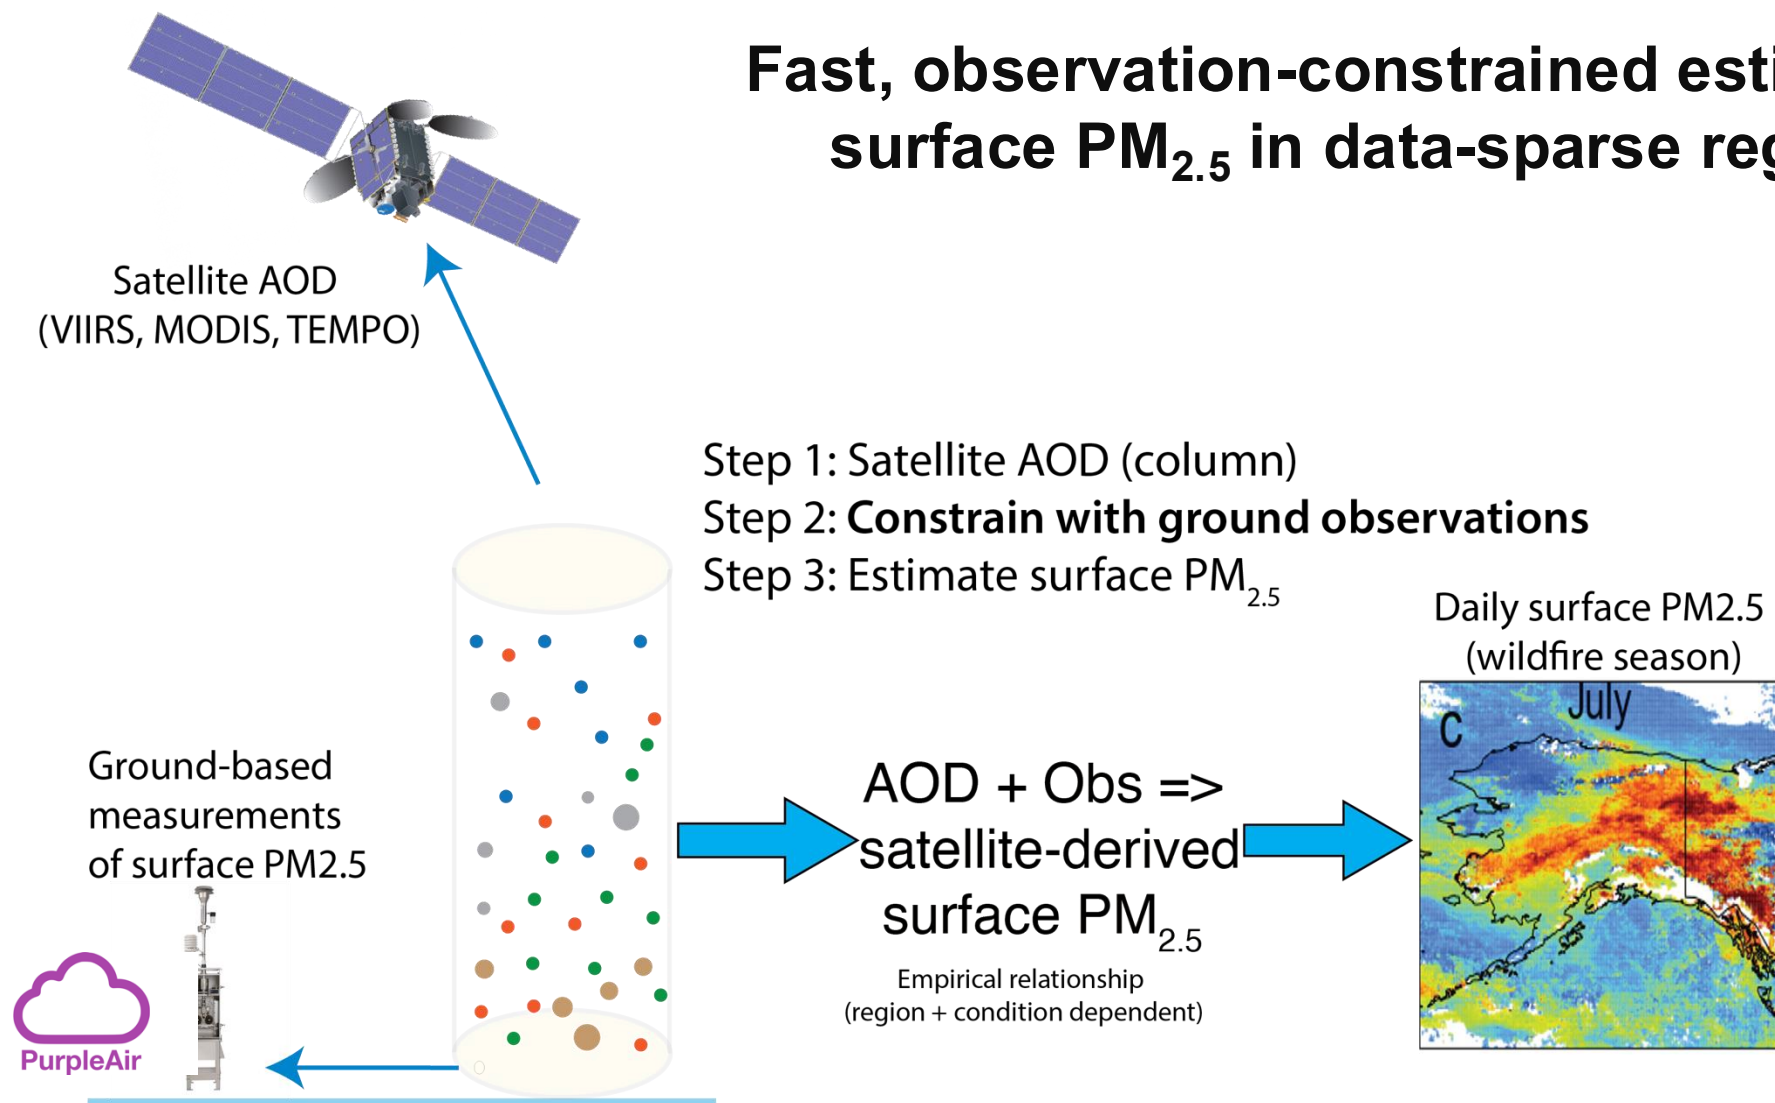 Fast, observation-constrained esti
surface PM2.5 in data-sparse reg
Satellite AOD
(VIIRS, MODIS, TEMPO)
Step 1: Satellite AOD (column)
Step 2: Constrain with ground observations
Step 3: Estimate surface PM2.5
Daily surface PM2.5
(wildfire season)
July
C
Ground-based
measurements
of surface PM2.5
AOD + Obs =>
satellite-derived
surface PM2.5
Empirical relationship
(region + condition dependent)
PurpleAir